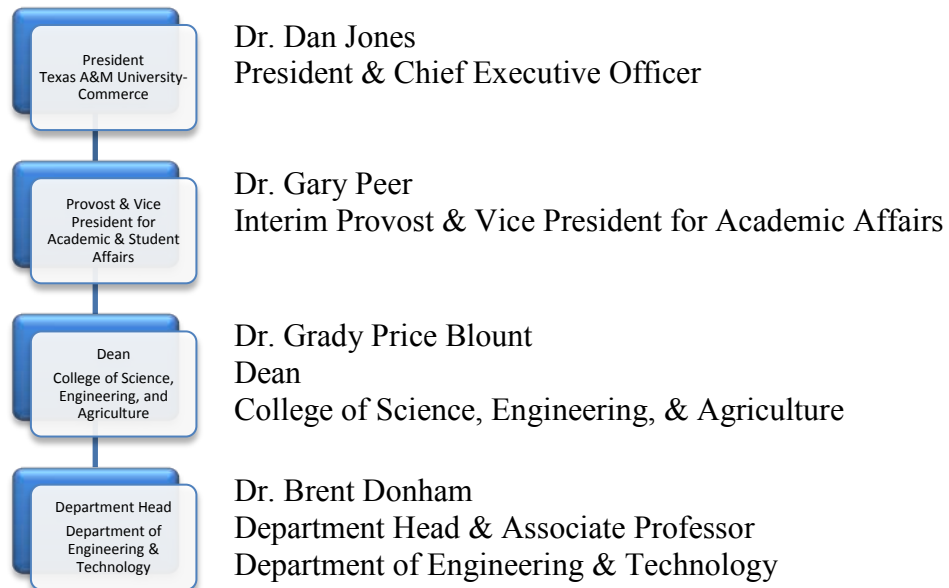 President
Texas A&M University-
Commerce
Dr. Dan Jones
President & Chief Executive Officer
Provost & Vice
President for
Academic & Student
Affairs
Dr. Gary Peer
Interim Provost & Vice President for Academic Affairs
Dean
College of Science,
Engineering, and
Agriculture
Dr. Grady Price Blount
Dean
College of Science, Engineering, & Agriculture
Department Head
Department of
Engineering &
Technology
Dr. Brent Donham
Department Head & Associate Professor
Department of Engineering & Technology